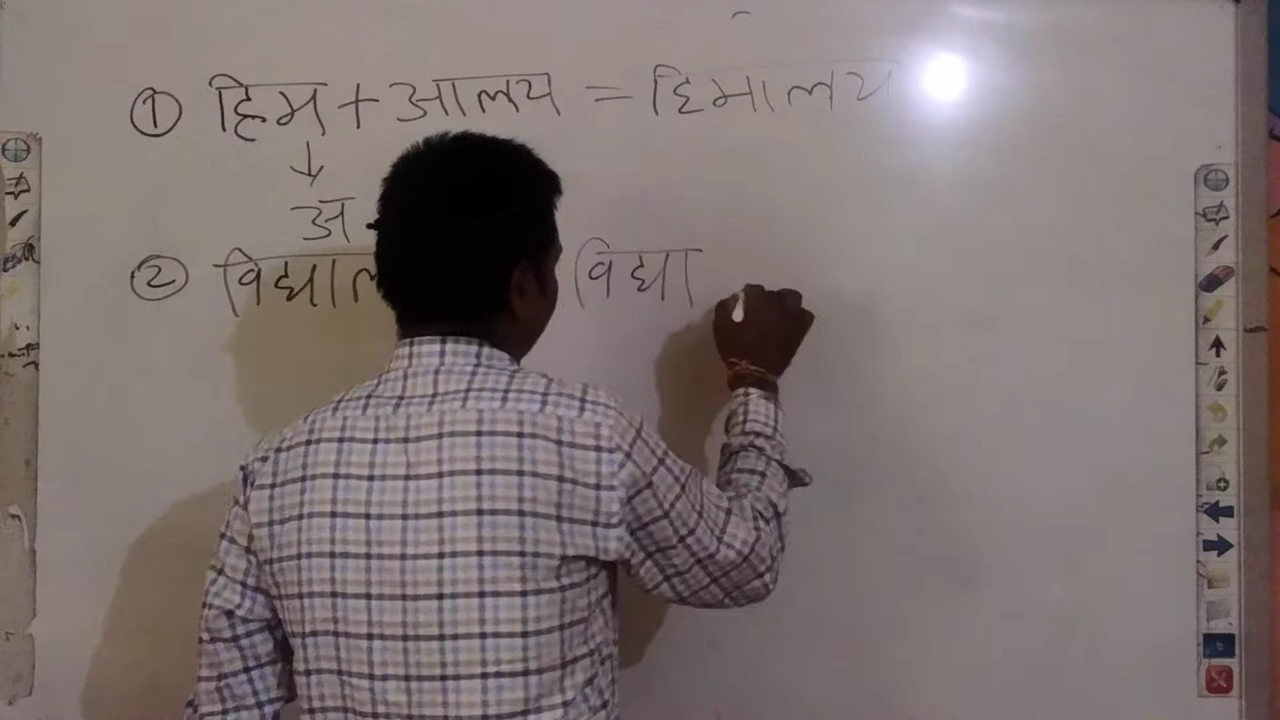 ① हिम + आलय = हिमालय
↓
अ
② विद्याल विद्या